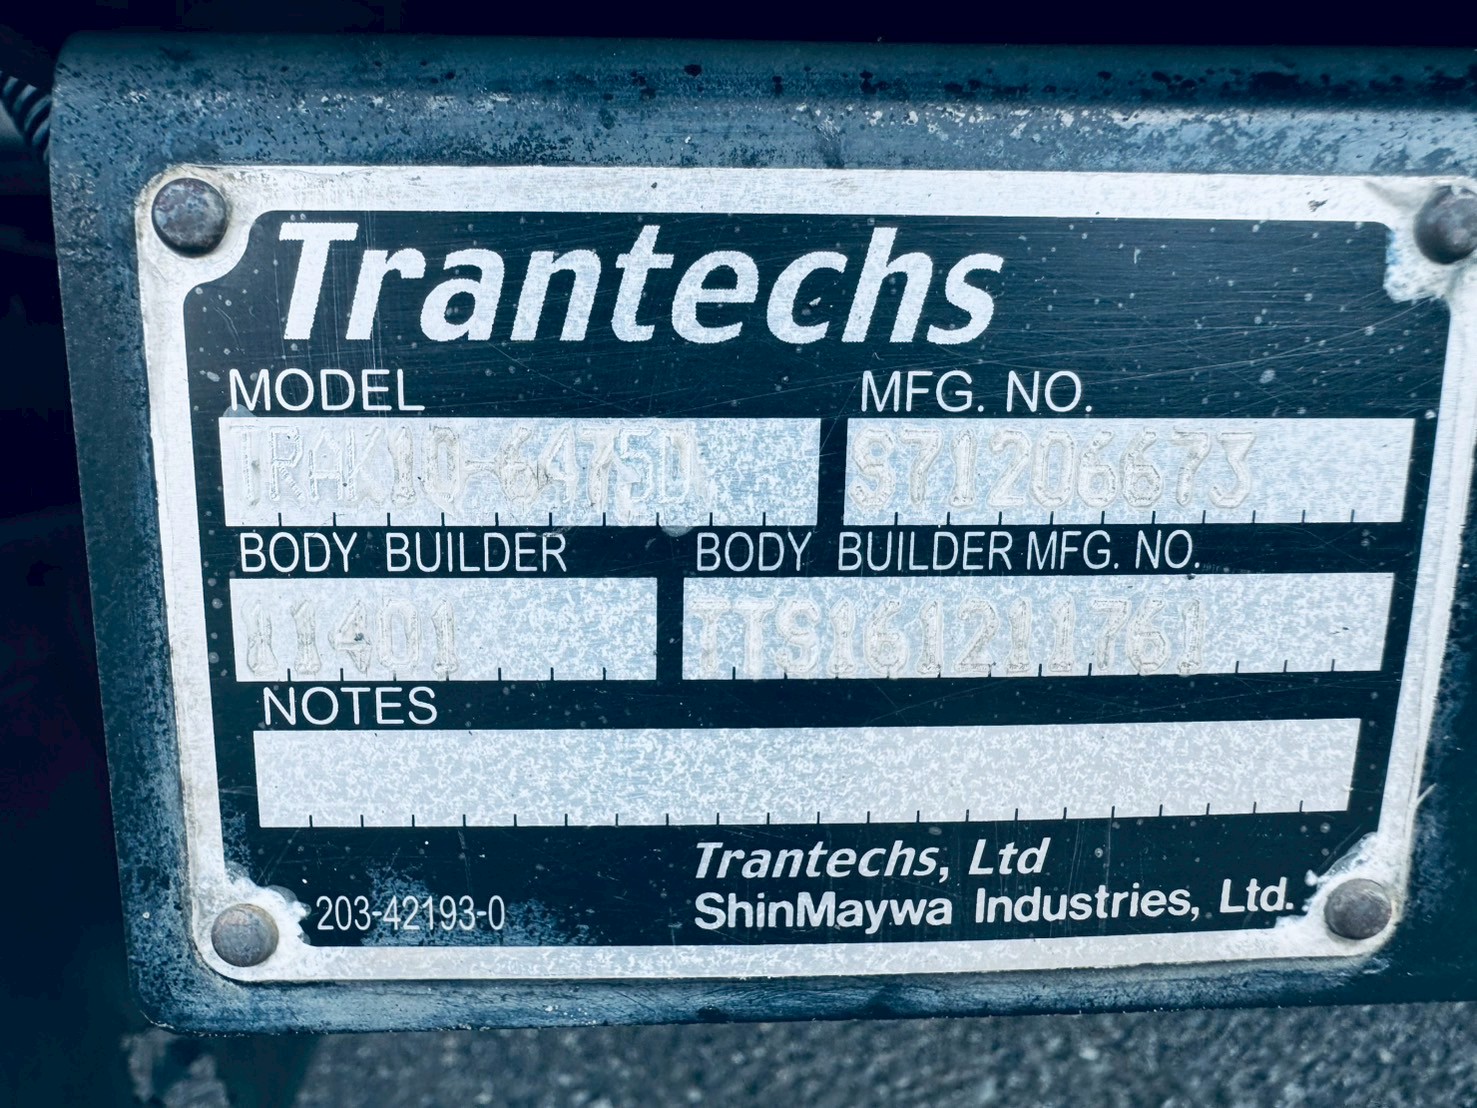 Trantechs
MODEL MFG. NO.
TRAK10-6475D S71206673
BODY BUILDER BODY BUILDER MFG. NO.
11401 TTS161211761
NOTES
Trantechs, Ltd
203-42193-0 ShinMaywa Industries, Ltd.